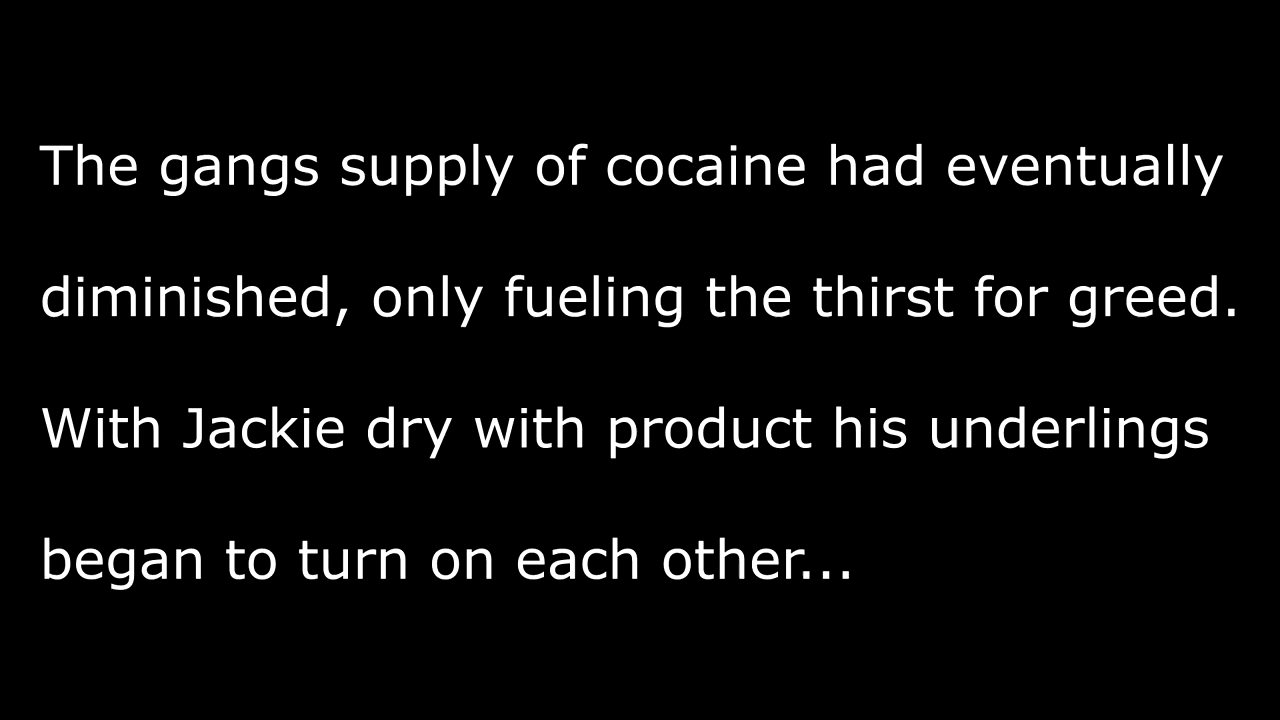 The gangs supply of cocaine had eventually
diminished, only fueling the thirst for greed.
With Jackie dry with product his underlings
began to turn on each other...